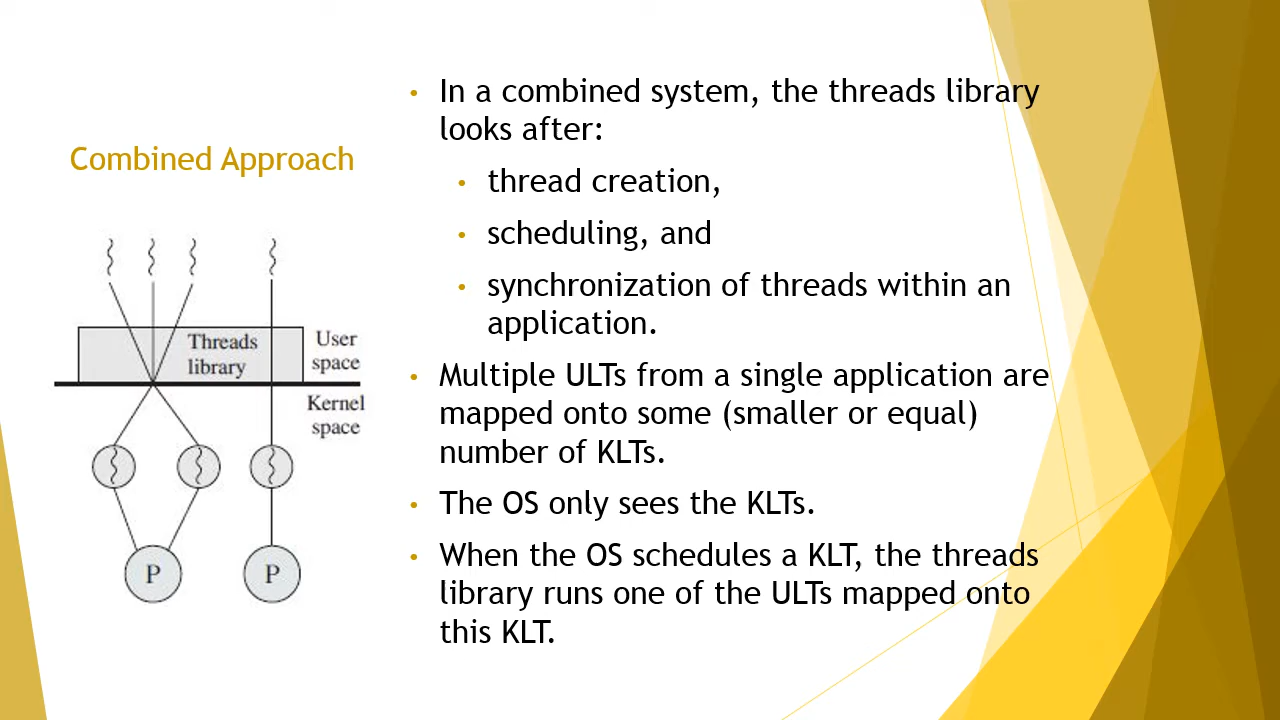 Combined Approach
Threads
library
User
space
Kernel
space
P
P
• In a combined system, the threads library
looks after:
• thread creation,
• scheduling, and
• synchronization of threads within an
application.
• Multiple ULTs from a single application are
mapped onto some (smaller or equal)
number of KLTs.
• The OS only sees the KLTs.
• When the OS schedules a KLT, the threads
library runs one of the ULTs mapped onto
this KLT.